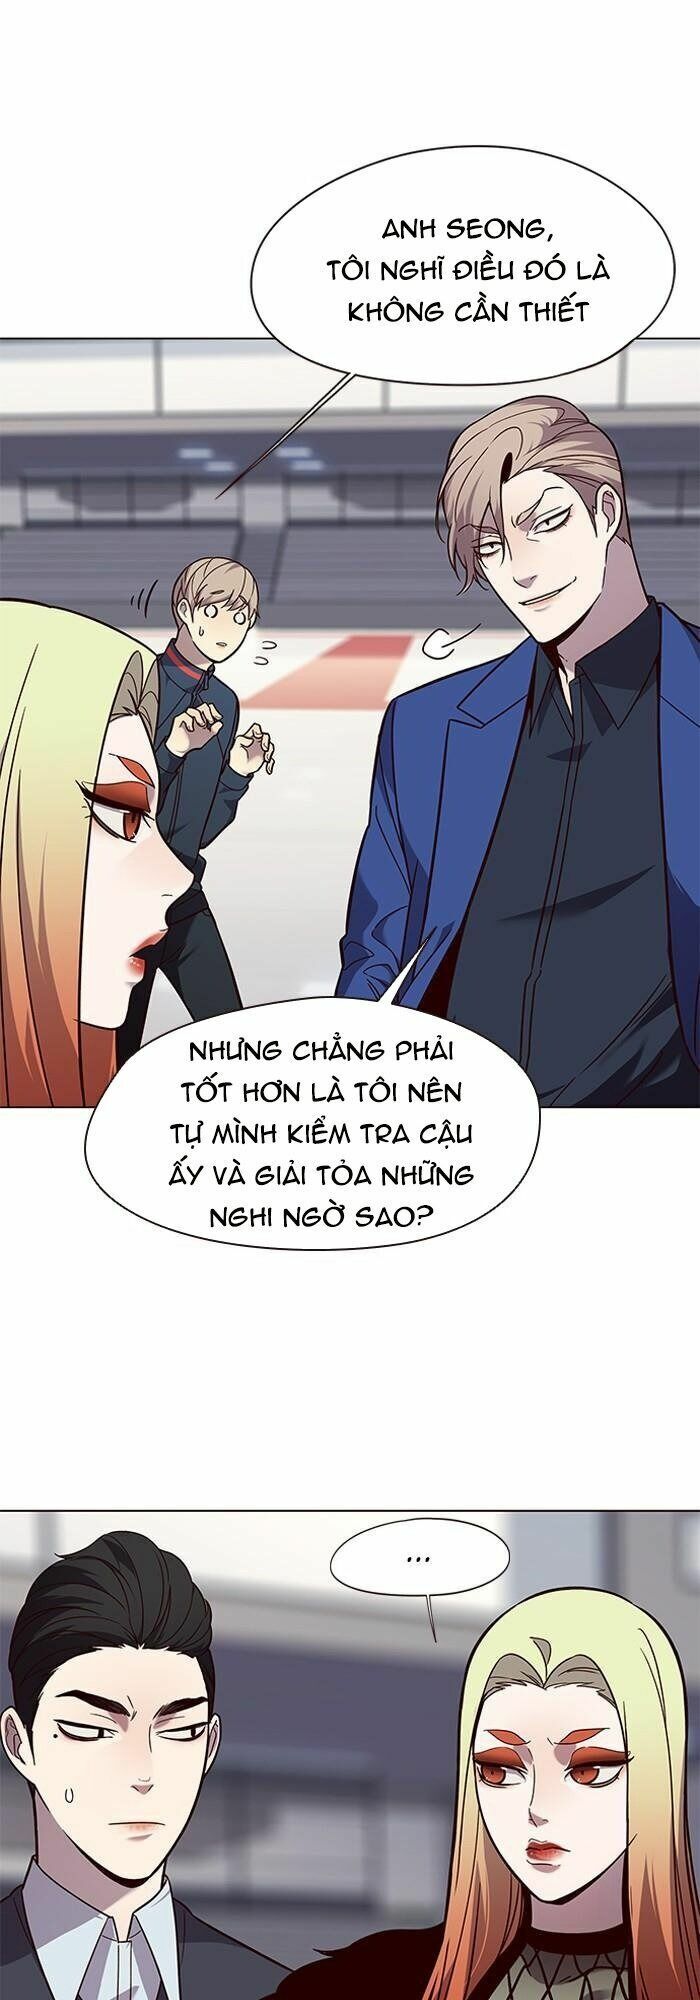 ANH SEONG,
TÔI NGHĨ ĐIỀU ĐÓ LÀ
KHÔNG CẦN THIẾT
NHƯNG CHẲNG PHẢI
TỐT HƠN LÀ TÔI NÊN
TỰ MÌNH KIỂM TRA CẬU
ẤY VÀ GIẢI TỎA NHỮNG
NGHI NGỜ SAO?
...